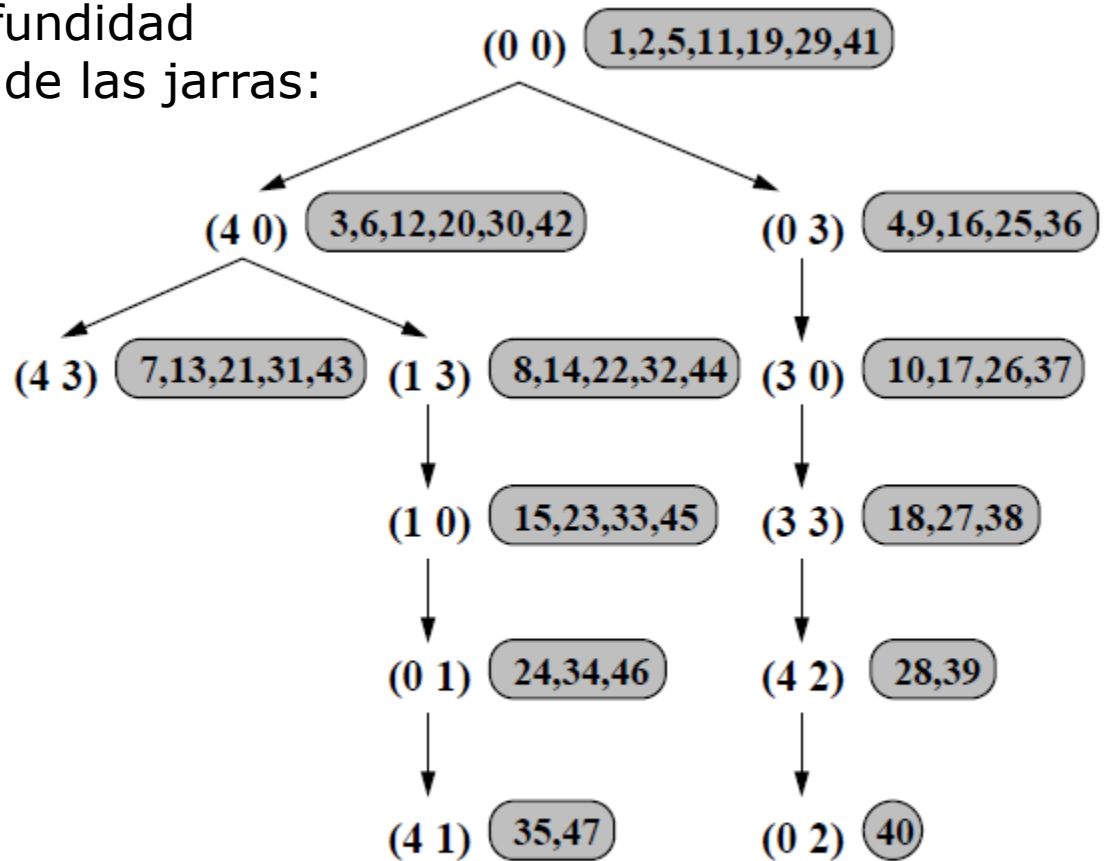 ofundidad
de las jarras:
(0 0) 1,2,5,11,19,29,41
(4 0) 3,6,12,20,30,42 (0 3) 4,9,16,25,36
(4 3) 7,13,21,31,43 (1 3) 8,14,22,32,44 (3 0) 10,17,26,37
(1 0) 15,23,33,45 (3 3) 18,27,38
(0 1) 24,34,46 (4 2) 28,39
(4 1) 35,47 (0 2) 40